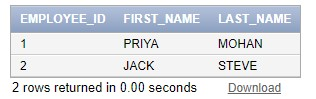 EMPLOYEE_ID FIRST_NAME LAST_NAME
1 PRIYA MOHAN
2 JACK STEVE
2 rows returned in 0.00 seconds Download